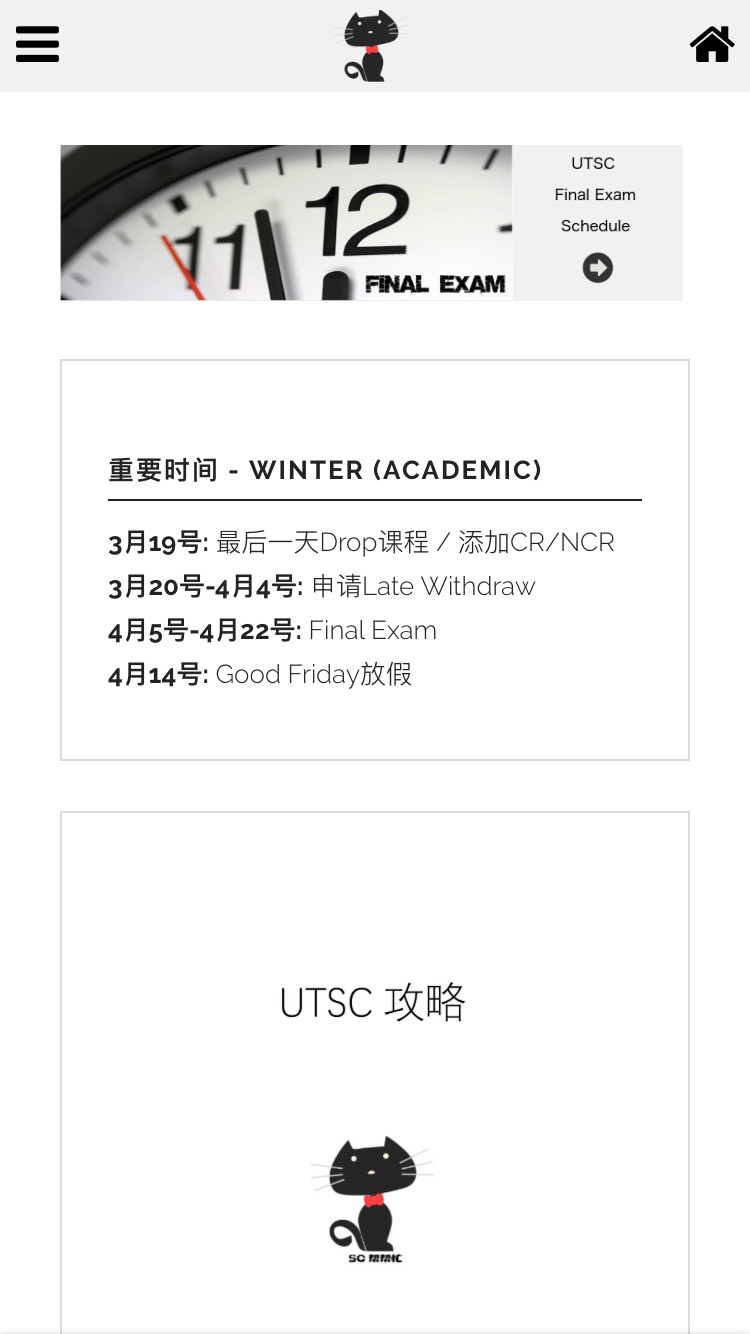 11
12
FINAL EXAM
UTSC
Final Exam
Schedule
重要时间 - WINTER (ACADEMIC)
3月19号: 最后一天Drop课程 / 添加CR/NCR
3月20号-4月4号: 申请Late Withdraw
4月5号-4月22号: Final Exam
4月14号: Good Friday放假
UTSC 攻略
SC 帮帮忙